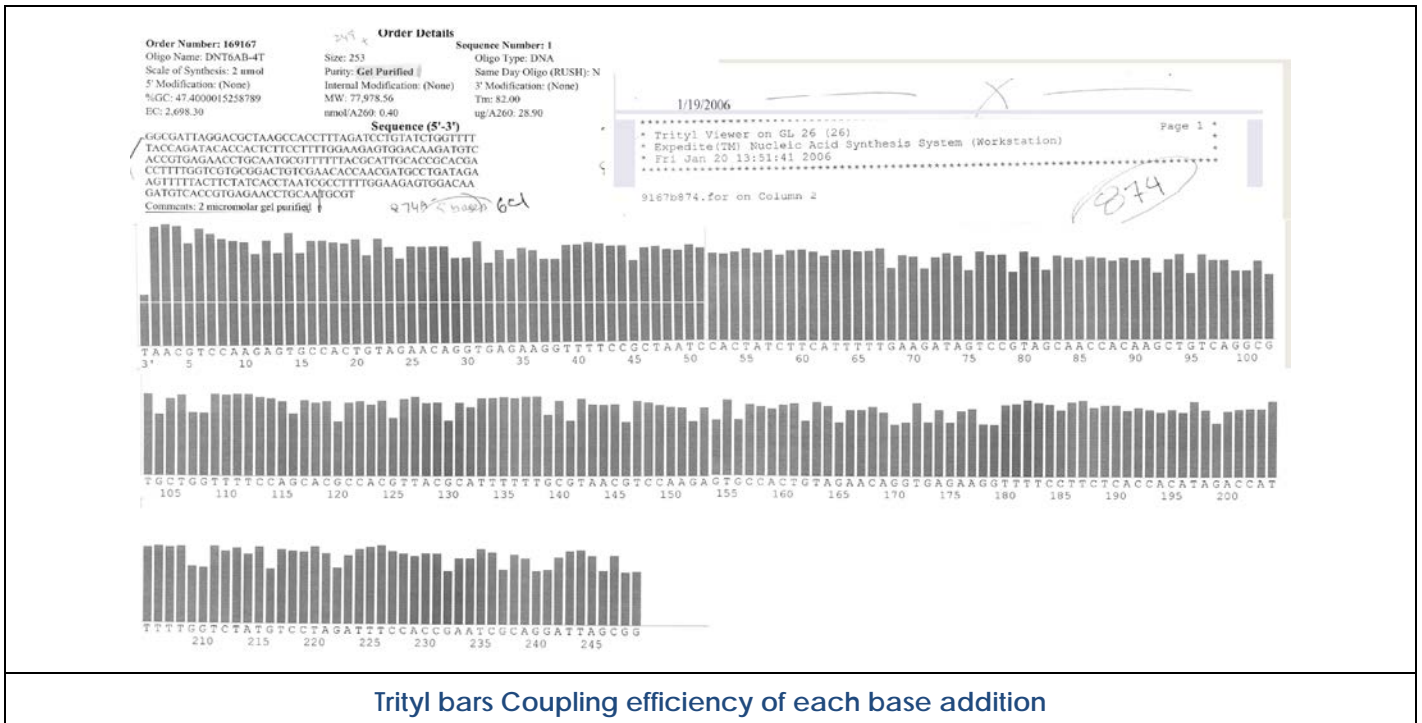 249
Order Details
Order Number: 169167
Sequence Number: 1
Oligo Name: DNT6AB-4T Size: 253 Oligo Type: DNA
Scale of Synthesis: 2 umol Purity: Gel Purified Same Day Oligo (RUSH): N
5' Modification: (None) Internal Modification: (None) 3' Modification: (None)
%GC: 47.4000015258789 MW: 77,978.56 Tm: 82.00
EC: 2,698.30 nmol/A260: 0.40 ug/A260: 28.90
Sequence (5'-3')
GGCGATTAGGACGCTAAGCCACCTTTAGATCCTGTATCTGGTTTT
TACCAGATACACCACTCTTCCTTTTGGAAGAGTGGACAAGATGTC
ACCGTGAGAACCTGCAATGCGTTTTTTACGCATTGCACCGCACGA
CCTTTTGGTCGTGCGGACTGTCGAACACCAACGATGCCTGATAGA
AGTTTTTACTTCTATCACCTAATCGCCTTTTGGAAGAGTGGACAA
GATGTCACCGTGAGAACCTGCAATGCGT
Comments: 2 micromolar gel purified
1/19/2006
Page 1 *
* Trityl Viewer on GL 26 (26) *
* Expedite(TM) Nucleic Acid Synthesis System (Workstation) *
* Fri Jan 20 13:51:41 2006 *
9167b874.for on Column 2
874
TAACGTCCAAGAGTGCCACTGTAGAACAGGTGAGAAGGTTTTCCGCTAATCCACTATCTTCATTTTTGAAGATAGTCCGTAGCAACCACAAGCTGTCAGGCG
3' 5 10 15 20 25 30 35 40 45 50 55 60 65 70 75 80 85 90 95 100
TGCTGGTTTTCCAGCACGCCACGTTACGCATTTTTTGCGTAACGTCCAAGAGTGCCACTGTAGAACAGGTGAGAAGGTTTTCCTTCTCACCACATAGACCAT
105 110 115 120 125 130 135 140 145 150 155 160 165 170 175 180 185 190 195 200
TTTTGGTCTATGTCCTAGATTTCCACCGAATCGCAGGATTAGCGG
210 215 220 225 230 235 240 245
Trityl bars Coupling efficiency of each base addition